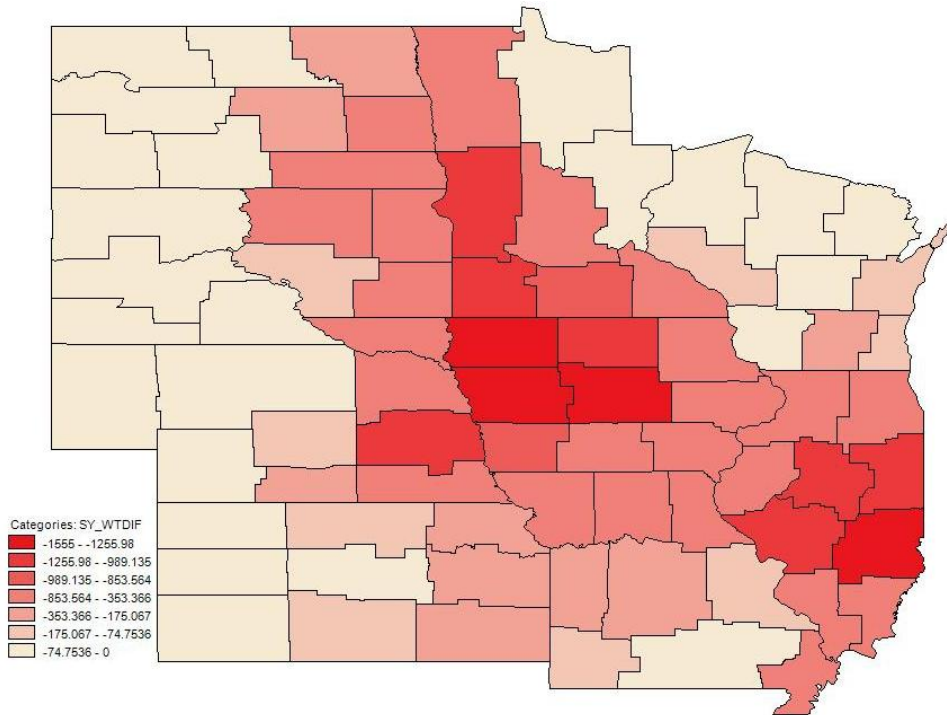 Categories: SY_WTDIF
-1555 - -1255.98
-1255.98 - -989.135
-989.135 - -853.564
-853.564 - -353.366
-353.366 - -175.067
-175.067 - -74.7536
-74.7536 - 0